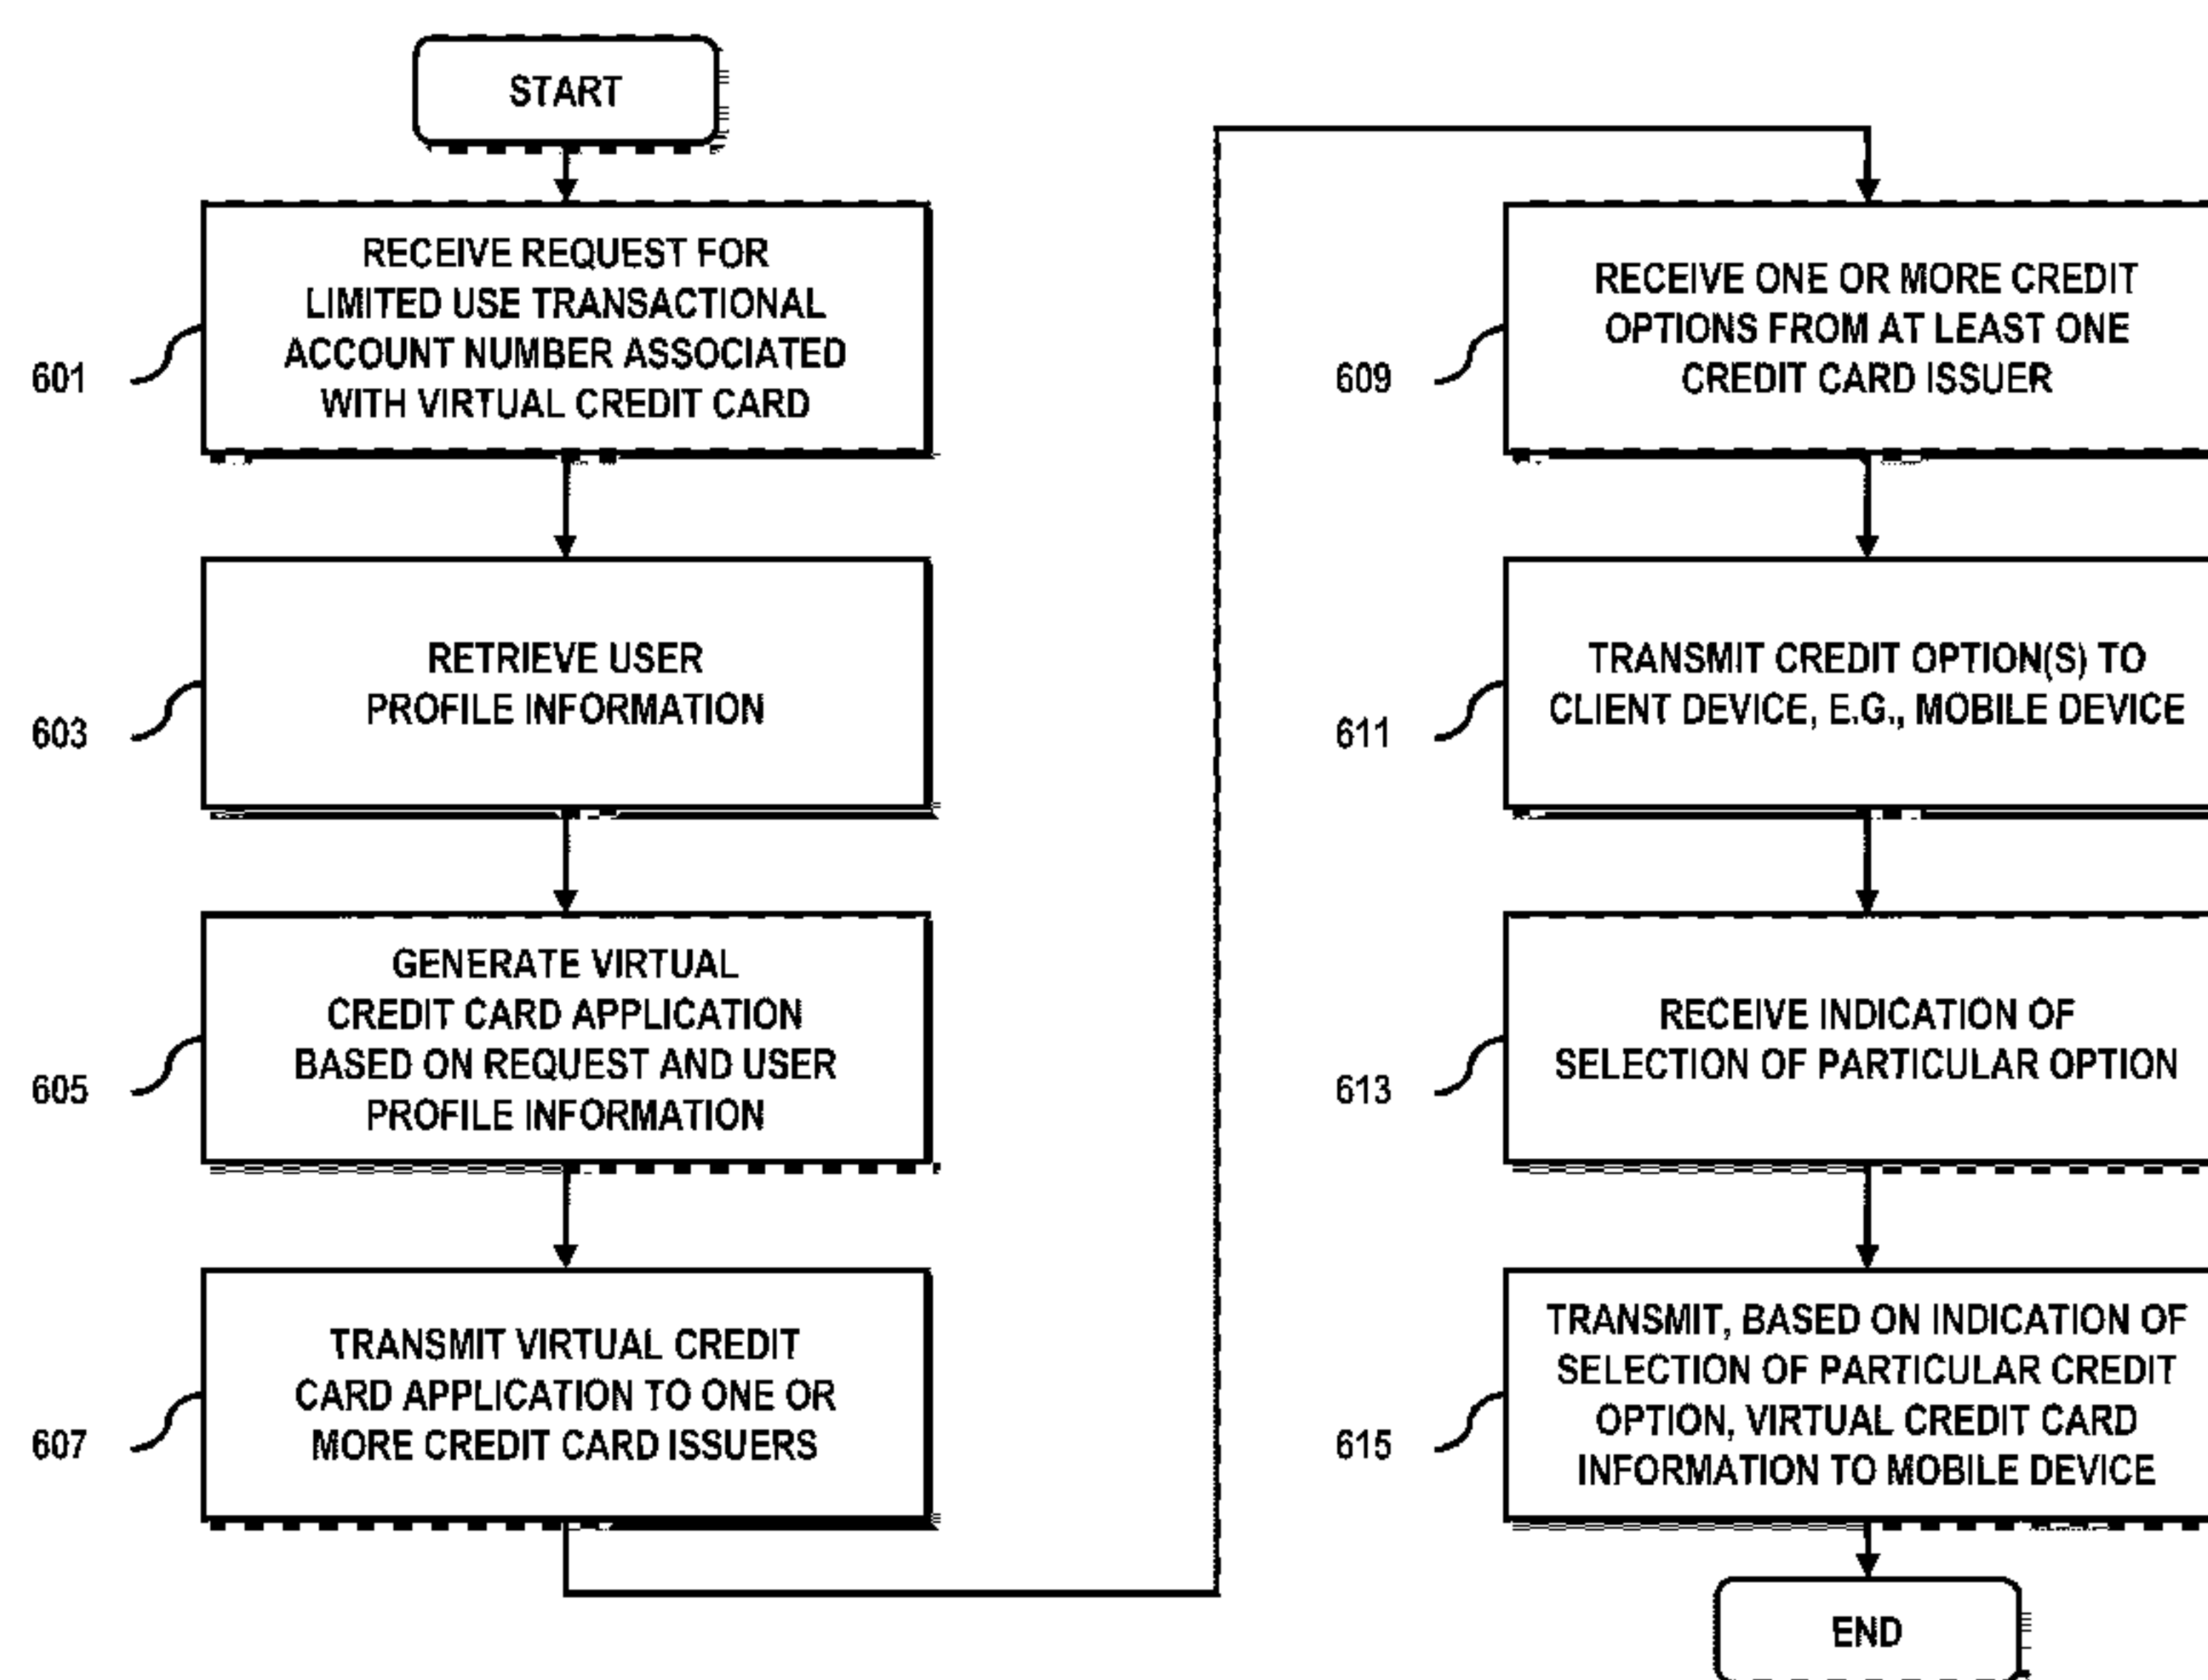 START
601
RECEIVE REQUEST FOR
LIMITED USE TRANSACTIONAL
ACCOUNT NUMBER ASSOCIATED
WITH VIRTUAL CREDIT CARD
603
RETRIEVE USER
PROFILE INFORMATION
605
GENERATE VIRTUAL
CREDIT CARD APPLICATION
BASED ON REQUEST AND USER
PROFILE INFORMATION
607
TRANSMIT VIRTUAL CREDIT
CARD APPLICATION TO ONE OR
MORE CREDIT CARD ISSUERS
609
RECEIVE ONE OR MORE CREDIT
OPTIONS FROM AT LEAST ONE
CREDIT CARD ISSUER
611
TRANSMIT CREDIT OPTION(S) TO
CLIENT DEVICE, E.G., MOBILE DEVICE
613
RECEIVE INDICATION OF
SELECTION OF PARTICULAR OPTION
615
TRANSMIT, BASED ON INDICATION OF
SELECTION OF PARTICULAR CREDIT
OPTION, VIRTUAL CREDIT CARD
INFORMATION TO MOBILE DEVICE
END